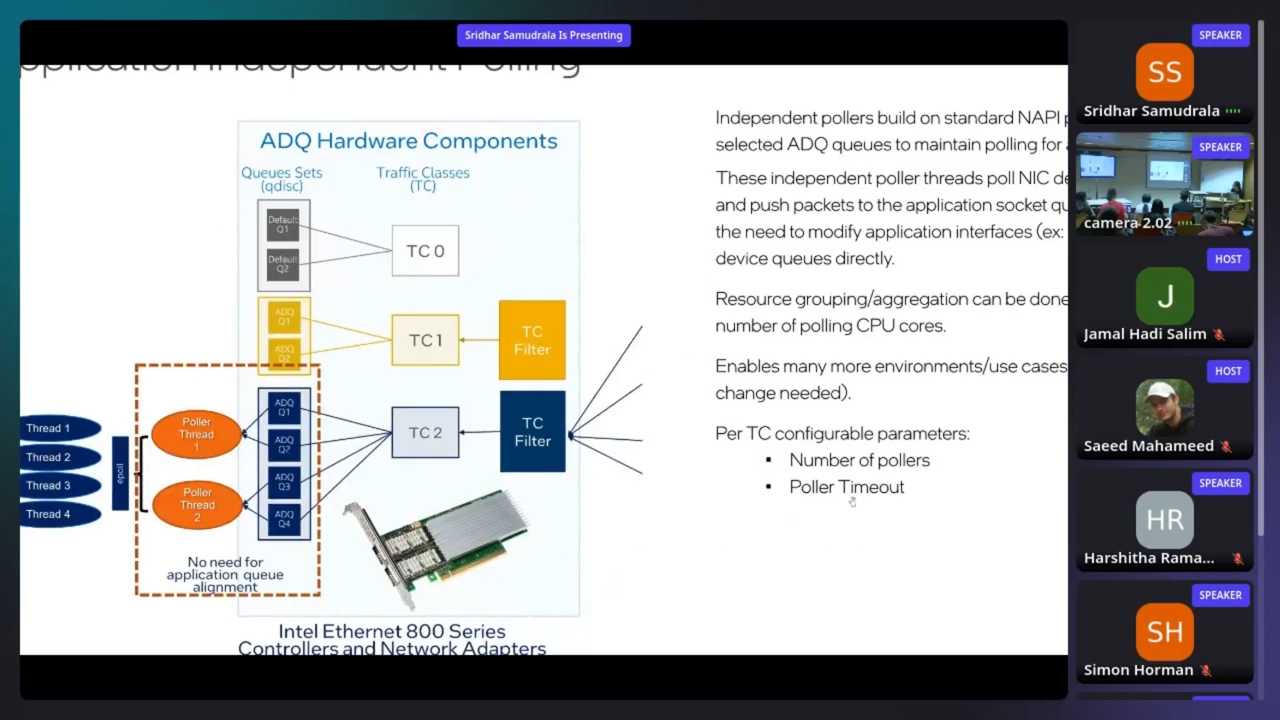 Sridhar Samudrala Is Presenting
pplication Independent Polling
ADQ Hardware Components
Queues Sets
(qdisc)
Traffic Classes
(TC)
Default
Q1
Default
Q2
TC 0
ADQ
Q1
ADQ
Q2
TC 1
TC
Filter
ADQ
Q1
ADQ
Q2
ADQ
Q3
ADQ
Q4
TC 2
TC
Filter
Thread 1
Thread 2
Thread 3
Thread 4
epoll
Poller
Thread
1
Poller
Thread
2
No need for
application queue
alignment
Intel Ethernet 800 Series
Controllers and Network Adapters
Independent pollers build on standard NAPI p
selected ADQ queues to maintain polling for a
These independent poller threads poll NIC de
and push packets to the application socket qu
the need to modify application interfaces (ex:
device queues directly.
Resource grouping/aggregation can be done
number of polling CPU cores.
Enables many more environments/use cases
change needed).
Per TC configurable parameters:
▪ Number of pollers
▪ Poller Timeout
SPEAKER
SS
Sridhar Samudrala
SPEAKER
camera 2.02
HOST
J
Jamal Hadi Salim
HOST
Saeed Mahameed
SPEAKER
HR
Harshitha Rama...
SPEAKER
SH
Simon Horman